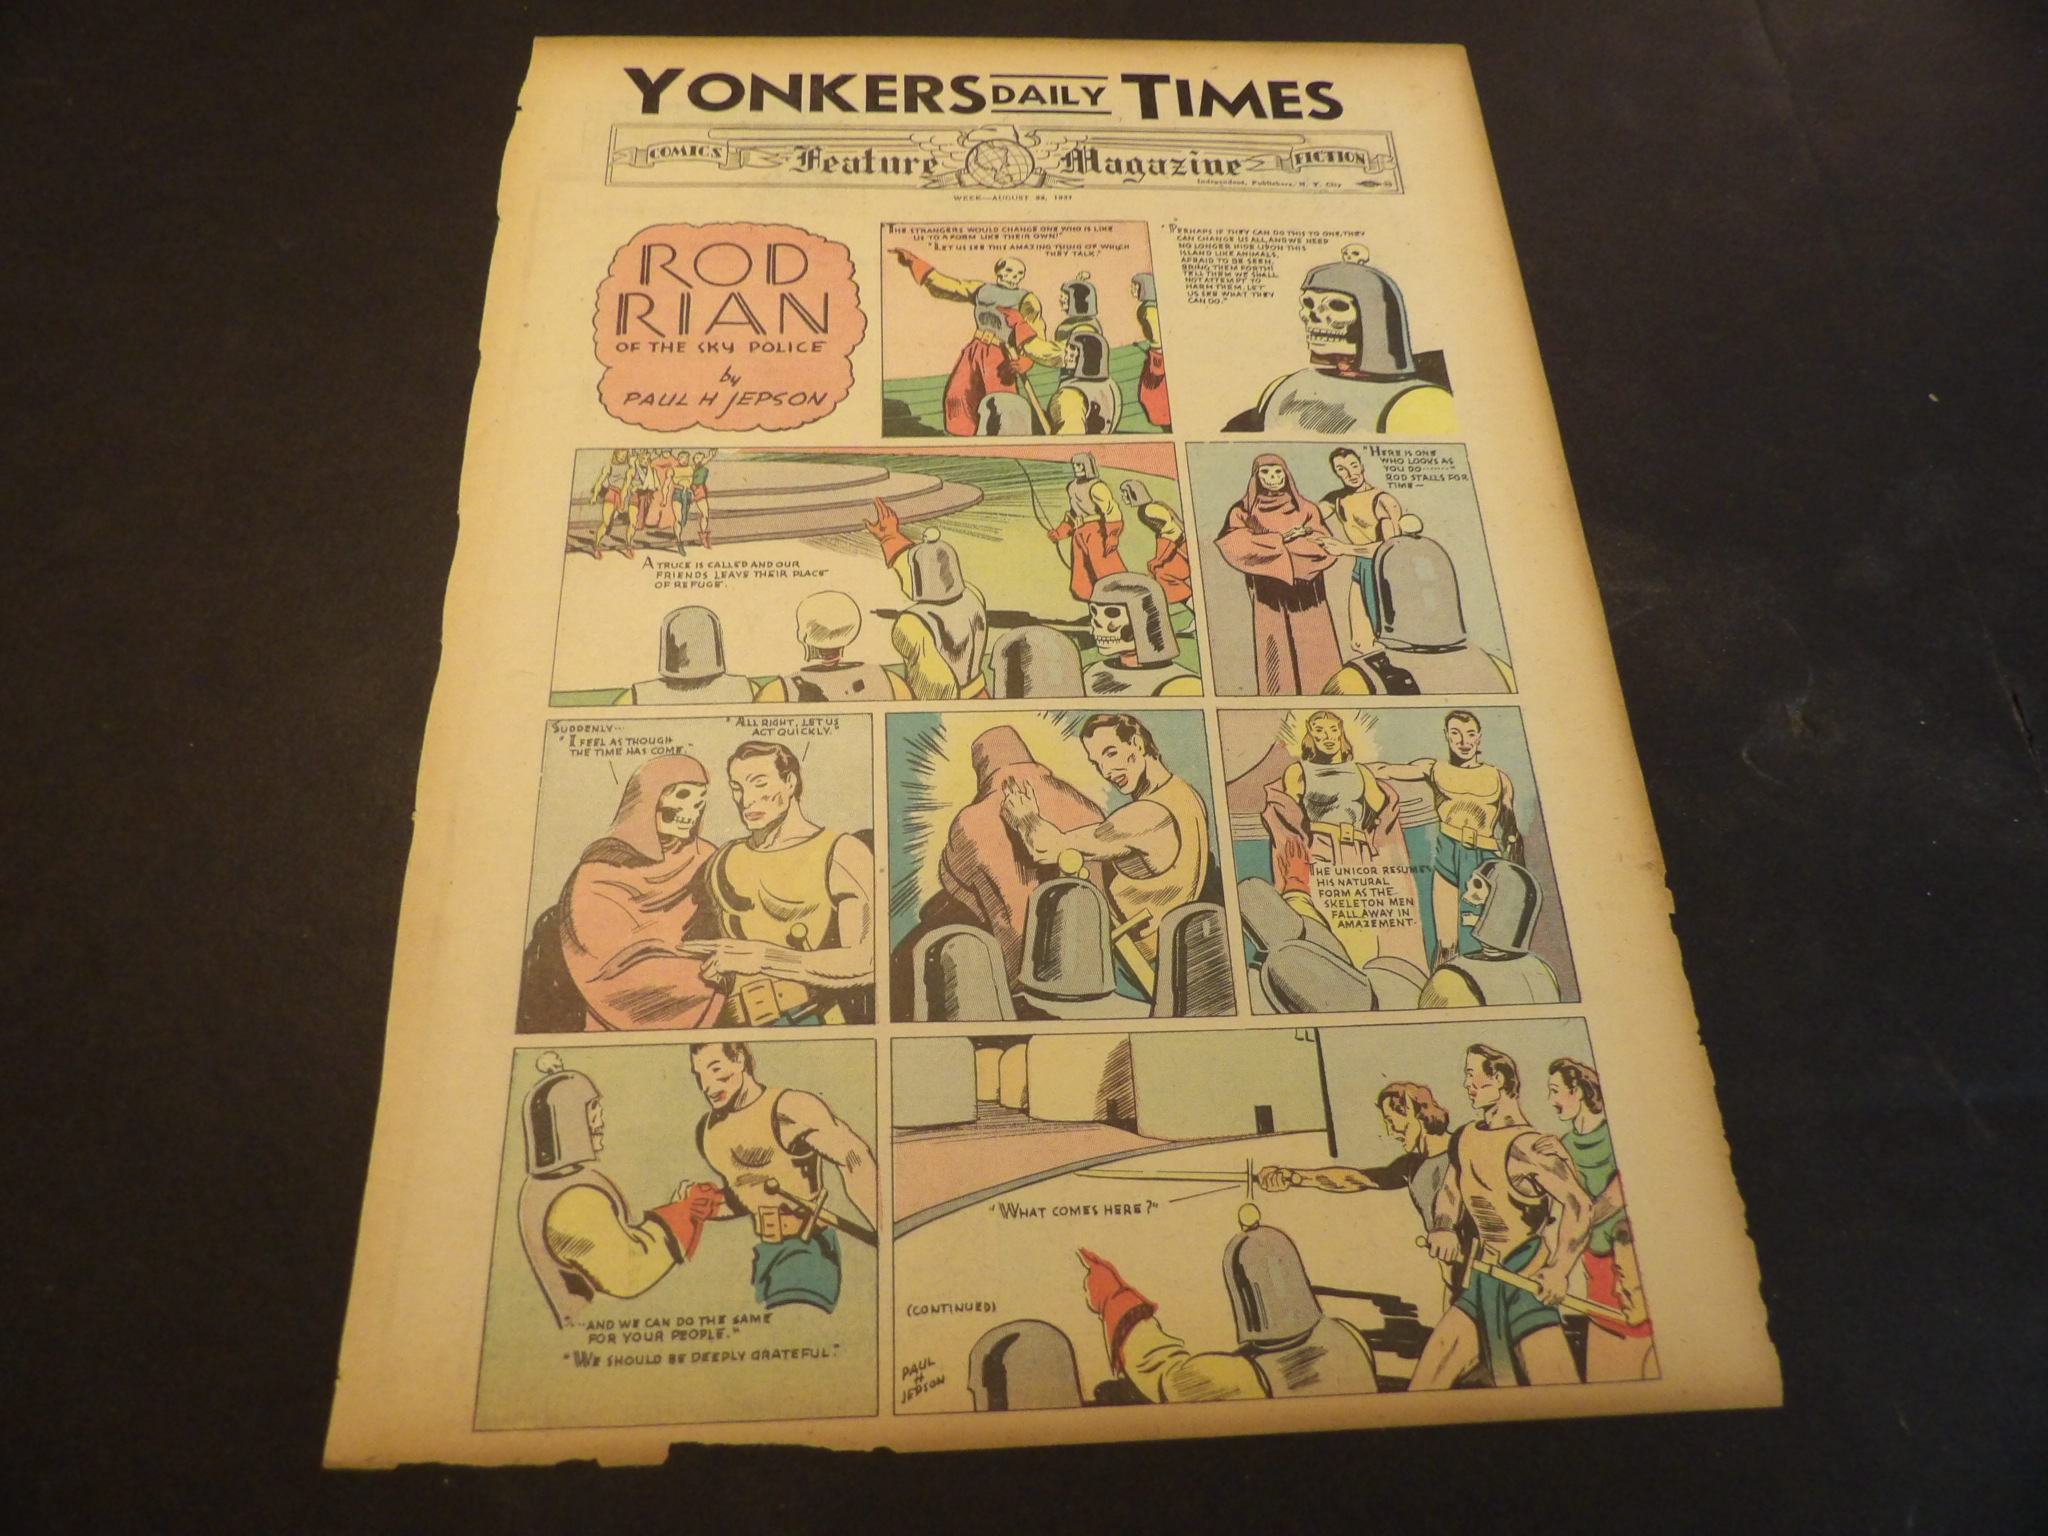 YONKERS DAILY TIMES
COMICS Feature Magazine FICTION
Independent, Publishers, N. Y. City
WEEK—AUGUST 1937
ROD
RIAN
OF THE SKY POLICE
by
PAUL H JEPSON
"THE STRANGERS WOULD CHANGE ONE WHO IS LIKE
US TO A FORM LIKE THEIR OWN!"
"LET US SEE THIS AMAZING THING OF WHICH
THEY TALK."
"PERHAPS IF THEY CAN DO THIS TO ONE, THEY
CAN CHANGE US ALL, AND WE NEED
NO LONGER HIDE UPON THIS
ISLAND LIKE ANIMALS,
AFRAID TO BE SEEN.
BRING THEM FORTH!
TELL THEM WE SHALL
NOT ATTEMPT TO
HARM THEM. LET
US SEE WHAT THEY
CAN DO."
A TRUCE IS CALLED AND OUR
FRIENDS LEAVE THEIR PLACE
OF REFUGE.
"HERE IS ONE
WHO LOOKS AS
YOU DO-------"
ROD STALLS FOR
TIME—
SUDDENLY---
"I FEEL AS THOUGH
THE TIME HAS COME."
"ALL RIGHT, LET US
ACT QUICKLY."
THE UNICOR RESUMES
HIS NATURAL
FORM AS THE
SKELETON MEN
FALL AWAY IN
AMAZEMENT.
"---AND WE CAN DO THE SAME
FOR YOUR PEOPLE."
"WE SHOULD BE DEEPLY GRATEFUL."
"WHAT COMES HERE?"
(CONTINUED)
PAUL
H
JEPSON